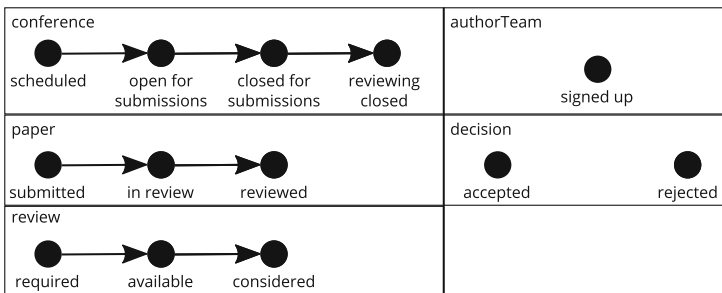 conference
scheduled
open for
submissions
closed for
submissions
reviewing
closed
authorTeam
signed up
paper
submitted
in review
reviewed
decision
accepted
rejected
review
required
available
considered